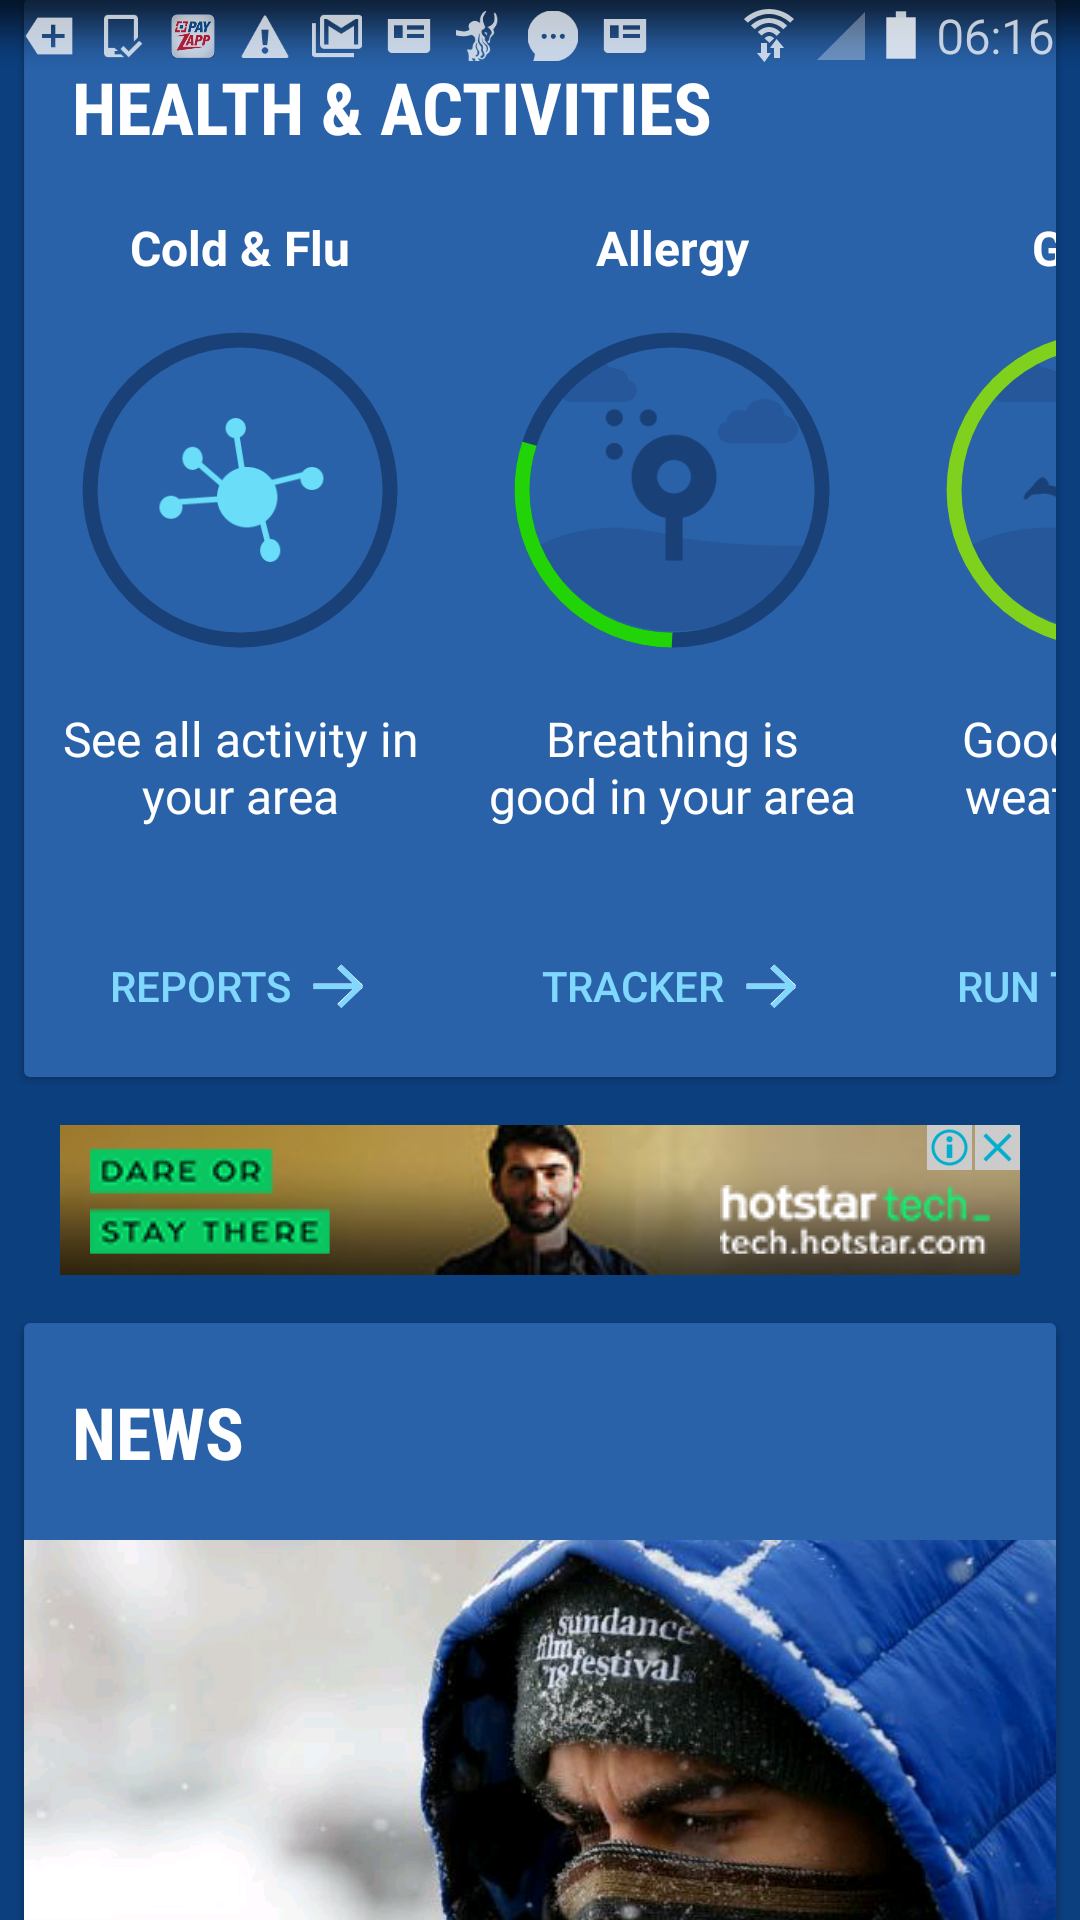 PAY
ZAPP
06:16
HEALTH & ACTIVITIES
Cold & Flu
Allergy
G
See all activity in
your area
Breathing is
good in your area
Good
weat
REPORTS
TRACKER
RUN T
DARE OR
STAY THERE
hotstar tech_
tech.hotstar.com
NEWS
sundance
film
'18 festival